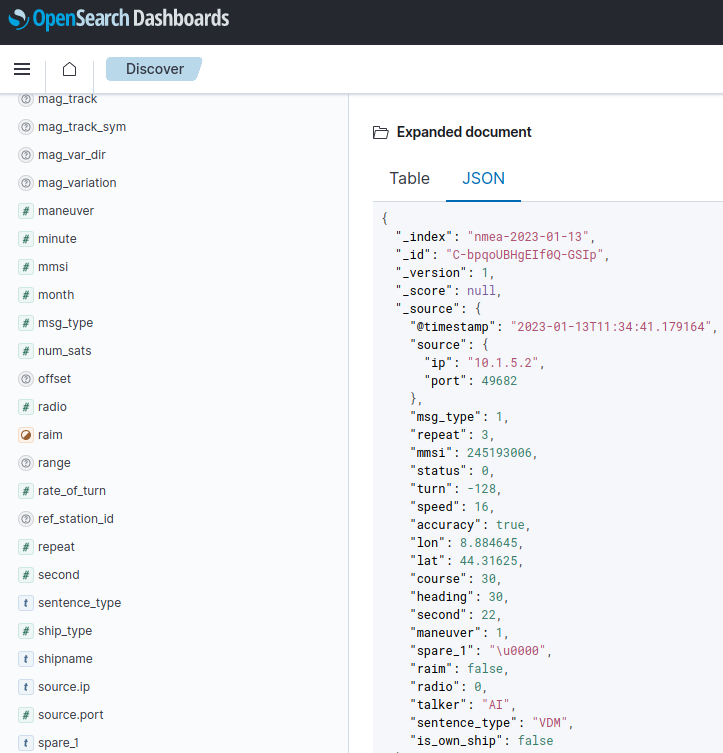 OpenSearch Dashboards
Discover
mag_track
mag_track_sym
mag_var_dir
mag_variation
maneuver
minute
mmsi
month
msg_type
num_sats
offset
radio
raim
range
rate_of_turn
ref_station_id
repeat
second
sentence_type
ship_type
shipname
source.ip
source.port
spare_1
Expanded document
Table JSON
{
"_index": "nmea-2023-01-13",
"_id": "C-bpqoUBHgEIf0Q-GSIp",
"_version": 1,
"_score": null,
"_source": {
"@timestamp": "2023-01-13T11:34:41.179164",
"source": {
"ip": "10.1.5.2",
"port": 49682
},
"msg_type": 1,
"repeat": 3,
"mmsi": 245193006,
"status": 0,
"turn": -128,
"speed": 16,
"accuracy": true,
"lon": 8.884645,
"lat": 44.31625,
"course": 30,
"heading": 30,
"second": 22,
"maneuver": 1,
"spare_1": "\u0000",
"raim": false,
"radio": 0,
"talker": "AI",
"sentence_type": "VDM",
"is_own_ship": false